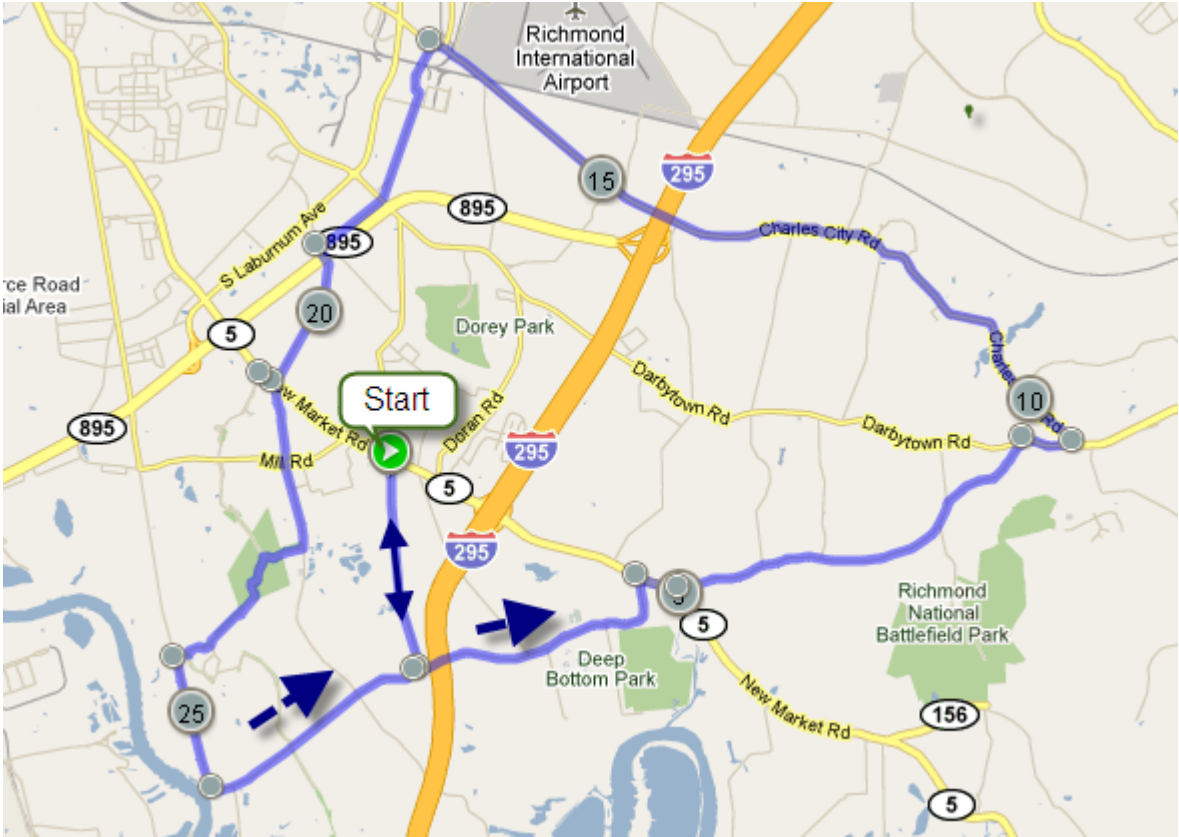 Richmond
International
Airport
295
15
895
Charles City Rd
S Laburnum Ave
895
rce Road
ial Area
20
5
Dorey Park
Start
Darbytown Rd
10
Darbytown Rd
w Market Rd
Doran Rd
895
Mill Rd
5
295
295
Richmond
National
Battlefield Park
5
Deep
Bottom Park
25
New Market Rd
156
5